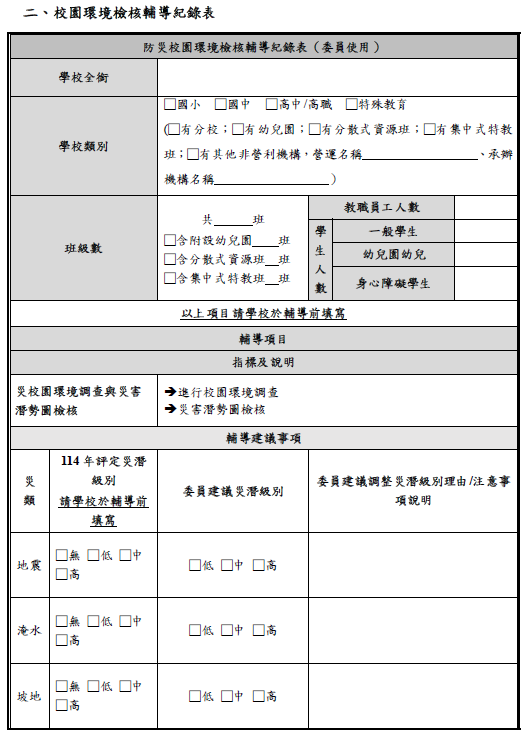 二、校園環境檢核輔導紀錄表
防災校園環境檢核輔導紀錄表（委員使用）
學校全銜
學校類別
□國小 □國中 □高中/高職 □特殊教育
(□有分校；□有幼兒園；□有分散式資源班；□有集中式特教
班；□有其他非營利機構，營運名稱＿＿＿＿＿＿＿＿、承辦
機構名稱＿＿＿＿＿＿＿＿)
班級數
共＿＿＿班
□含附設幼兒園＿＿班
□含分散式資源班＿班
□含集中式特教班＿班
教職員工人數
學生人數
一般學生
幼兒園幼兒
身心障礙學生
以上項目請學校於輔導前填寫
輔導項目
指標及說明
災校園環境調查與災害
潛勢圖檢核
➔進行校園環境調查
➔災害潛勢圖檢核
輔導建議事項
災
類
114 年評定災潛
級別
請學校於輔導前
填寫
委員建議災潛級別
委員建議調整災潛級別理由/注意事
項說明
地震
□無 □低 □中
□高
□低 □中 □高
淹水
□無 □低 □中
□高
□低 □中 □高
坡地
□無 □低 □中
□高
□低 □中 □高